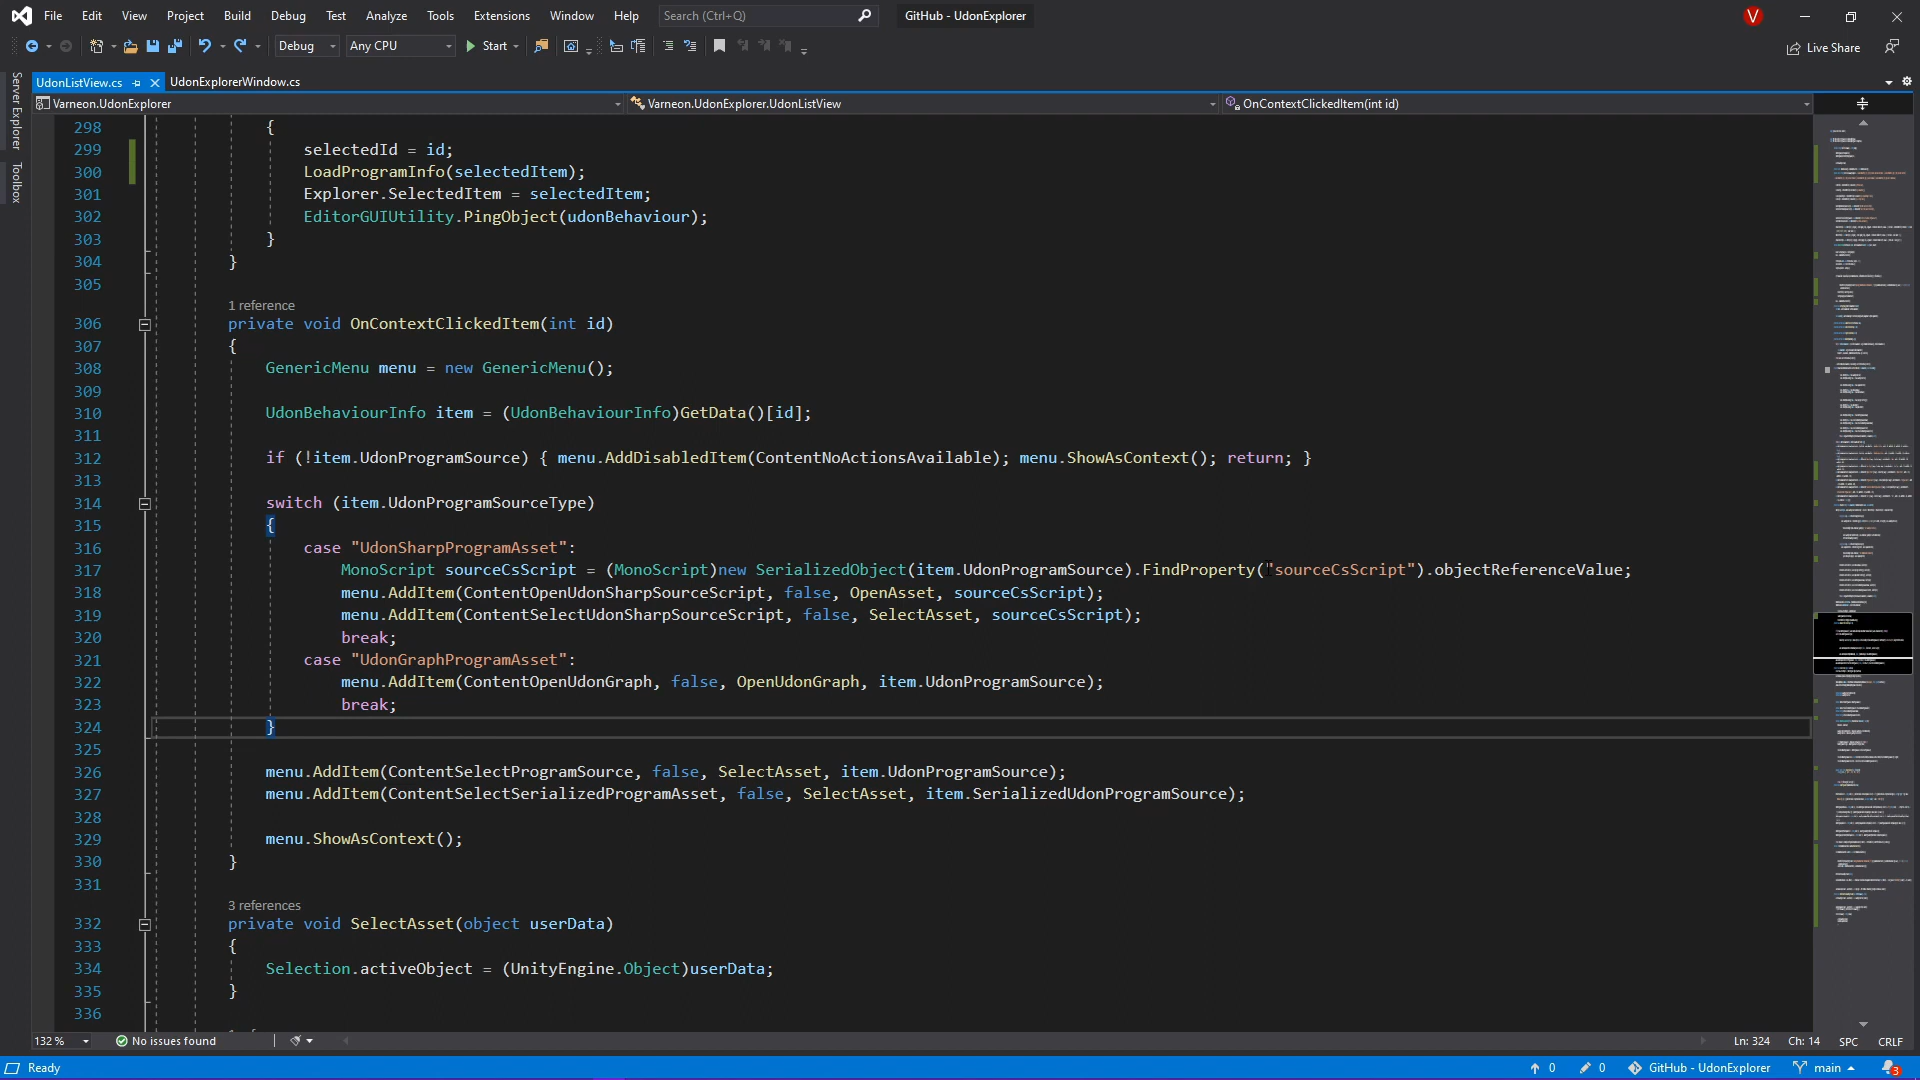 File Edit View Project Build Debug Test Analyze Tools Extensions Window Help Search (Ctrl+Q) GitHub - UdonExplorer V
Debug Any CPU Start Live Share
UdonListView.cs UdonExplorerWindow.cs
Varneon.UdonExplorer Varneon.UdonExplorer.UdonListView OnContextClickedItem(int id)
Server Explorer
Toolbox
298 {
299 selectedId = id;
300 LoadProgramInfo(selectedItem);
301 Explorer.SelectedItem = selectedItem;
302 EditorGUIUtility.PingObject(udonBehaviour);
303 }
304 }
305
1 reference
306 private void OnContextClickedItem(int id)
307 {
308 GenericMenu menu = new GenericMenu();
309
310 UdonBehaviourInfo item = (UdonBehaviourInfo)GetData()[id];
311
312 if (!item.UdonProgramSource) { menu.AddDisabledItem(ContentNoActionsAvailable); menu.ShowAsContext(); return; }
313
314 switch (item.UdonProgramSourceType)
315 {
316 case "UdonSharpProgramAsset":
317 MonoScript sourceCsScript = (MonoScript)new SerializedObject(item.UdonProgramSource).FindProperty("sourceCsScript").objectReferenceValue;
318 menu.AddItem(ContentOpenUdonSharpSourceScript, false, OpenAsset, sourceCsScript);
319 menu.AddItem(ContentSelectUdonSharpSourceScript, false, SelectAsset, sourceCsScript);
320 break;
321 case "UdonGraphProgramAsset":
322 menu.AddItem(ContentOpenUdonGraph, false, OpenUdonGraph, item.UdonProgramSource);
323 break;
324 }
325
326 menu.AddItem(ContentSelectProgramSource, false, SelectAsset, item.UdonProgramSource);
327 menu.AddItem(ContentSelectSerializedProgramAsset, false, SelectAsset, item.SerializedUdonProgramSource);
328
329 menu.ShowAsContext();
330 }
331
3 references
332 private void SelectAsset(object userData)
333 {
334 Selection.activeObject = (UnityEngine.Object)userData;
335 }
336
132 % No issues found Ln: 324 Ch: 14 SPC CRLF
Ready 0 0 GitHub - UdonExplorer main 3